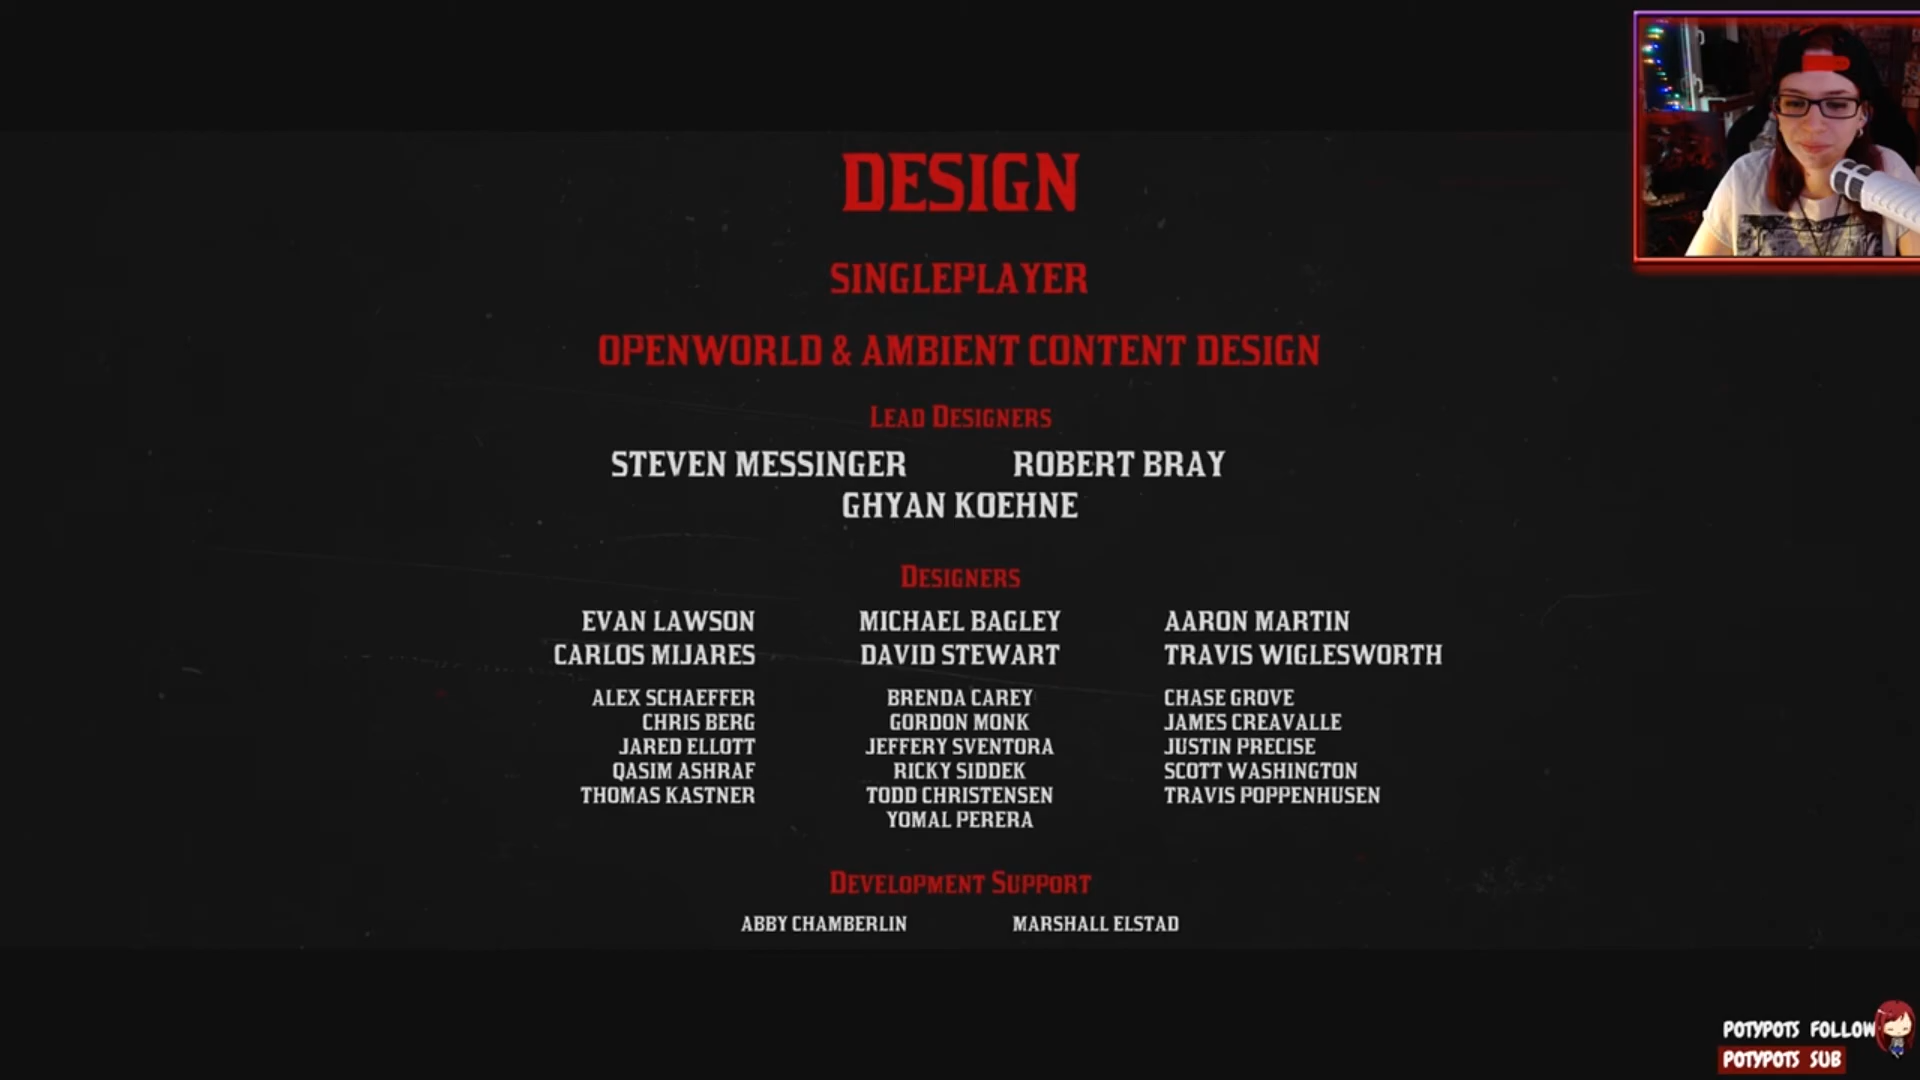 DESIGN
SINGLEPLAYER
OPENWORLD & AMBIENT CONTENT DESIGN
LEAD DESIGNERS
STEVEN MESSINGER ROBERT BRAY
GHYAN KOEHNE
DESIGNERS
EVAN LAWSON MICHAEL BAGLEY AARON MARTIN
CARLOS MIJARES DAVID STEWART TRAVIS WIGLESWORTH
ALEX SCHAEFFER BRENDA CAREY CHASE GROVE
CHRIS BERG GORDON MONK JAMES CREAVALLE
JARED ELLOTT JEFFERY SVENTORA JUSTIN PRECISE
QASIM ASHRAF RICKY SIDDEK SCOTT WASHINGTON
THOMAS KASTNER TODD CHRISTENSEN TRAVIS POPPENHUSEN
YOMAL PERERA
DEVELOPMENT SUPPORT
ABBY CHAMBERLIN MARSHALL ELSTAD
POTYPOTS FOLLOW
POTYPOTS SUB